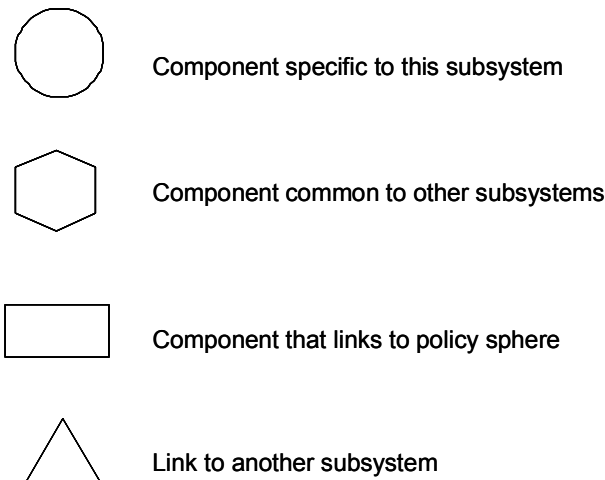 Component specific to this subsystem
Component common to other subsystems
Component that links to policy sphere
Link to another subsystem